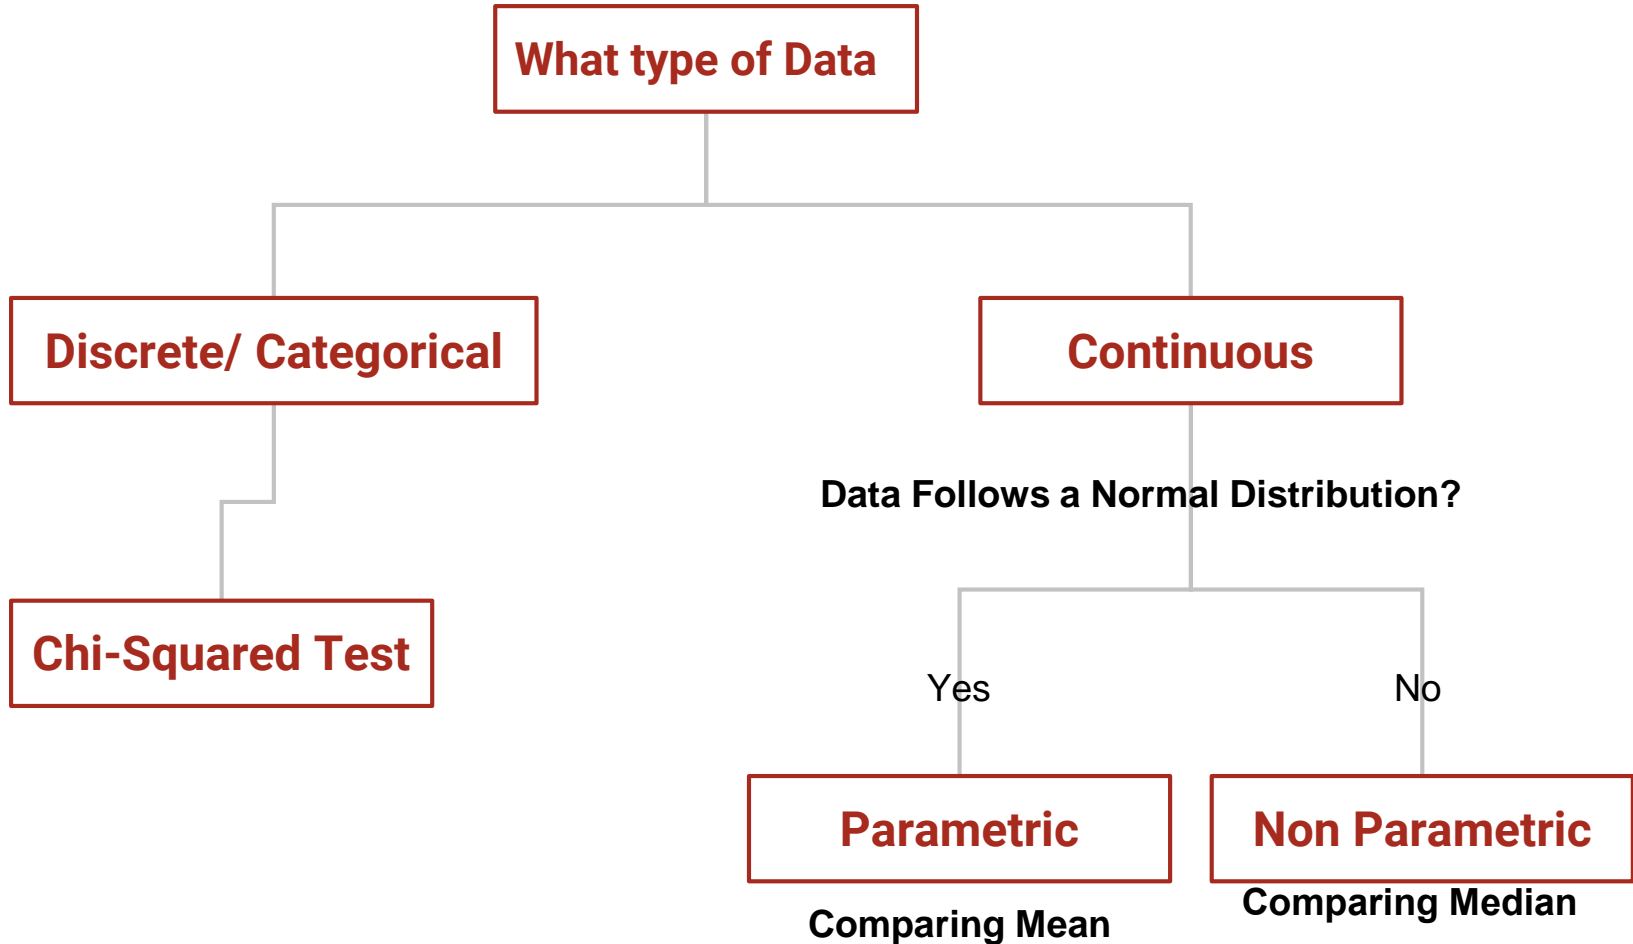 What type of Data
Discrete/ Categorical
Continuous
Data Follows a Normal Distribution?
Chi-Squared Test
Yes
No
Parametric
Non Parametric
Comparing Mean
Comparing Median